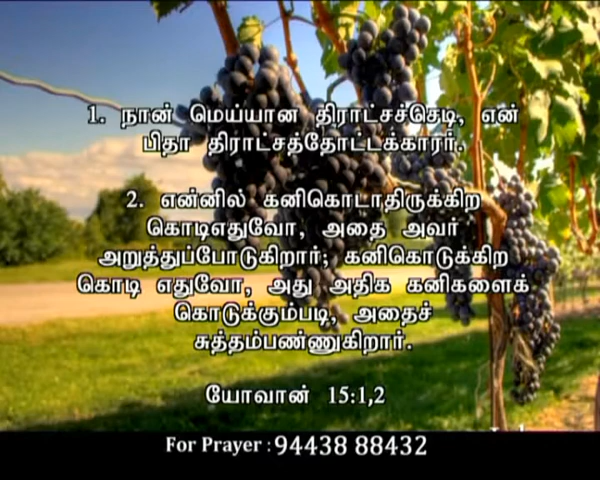 1. நான் மெய்யான திராட்சச்செடி, என்
பிதா திராட்சத்தோட்டக்காரர்.
2. என்னில் கனிகொடாதிருக்கிற
கொடிஎதுவோ, அதை அவர்
அறுத்துப்போடுகிறார்; கனிகொடுக்கிற
கொடி எதுவோ, அது அதிக கனிகளைக்
கொடுக்கும்படி, அதைச்
சுத்தம்பண்ணுகிறார்.
யோவான் 15:1,2
For Prayer : 94438 88432